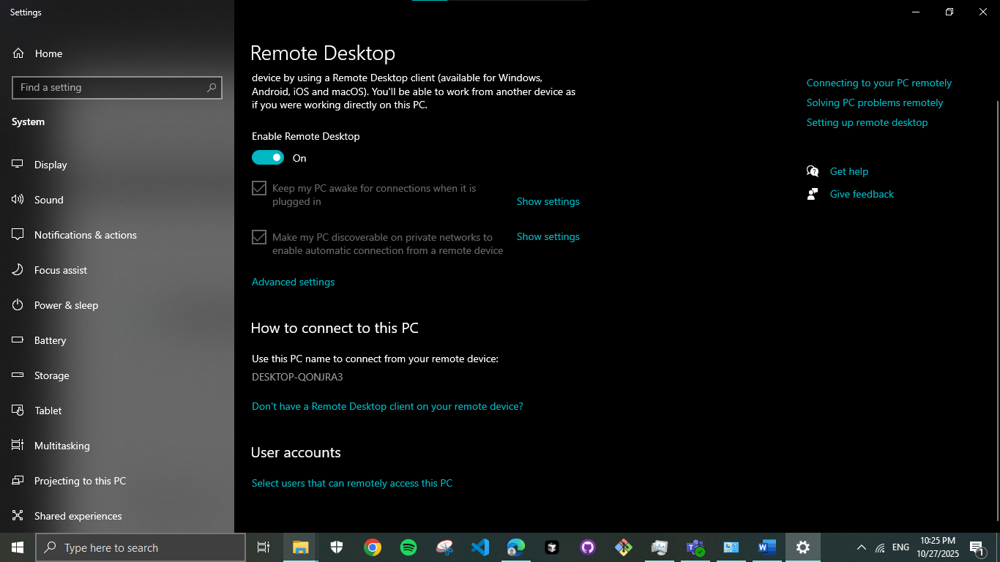 Settings
Home
Find a setting
System
Display
Sound
Notifications & actions
Focus assist
Power & sleep
Battery
Storage
Tablet
Multitasking
Projecting to this PC
Shared experiences
Remote Desktop
device by using a Remote Desktop client (available for Windows,
Android, iOS and macOS). You'll be able to work from another device as
if you were working directly on this PC.
Enable Remote Desktop
On
Keep my PC awake for connections when it is
plugged in
Show settings
Make my PC discoverable on private networks to
enable automatic connection from a remote device
Show settings
Advanced settings
How to connect to this PC
Use this PC name to connect from your remote device:
DESKTOP-QONJRA3
Don't have a Remote Desktop client on your remote device?
User accounts
Select users that can remotely access this PC
Connecting to your PC remotely
Solving PC problems remotely
Setting up remote desktop
Get help
Give feedback
Type here to search
ENG
10:25 PM
10/27/2025
1